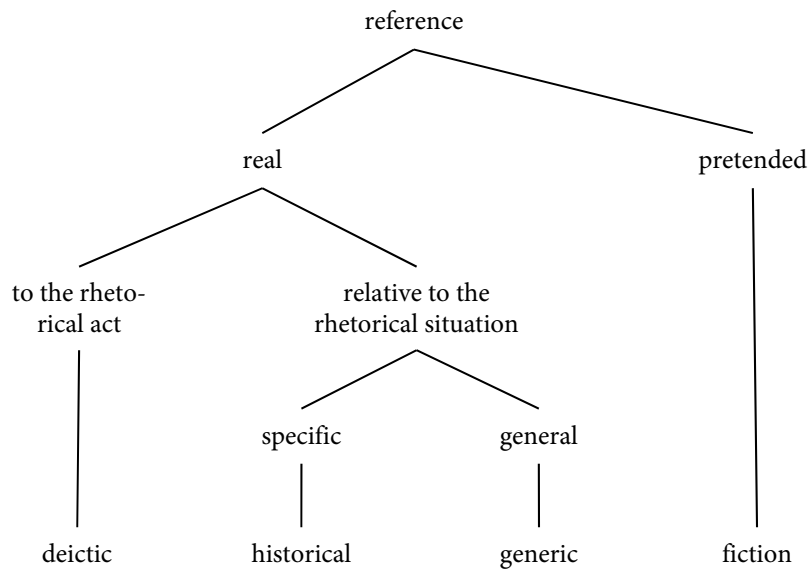 reference
real
pretended
to the rheto-
rical act
relative to the
rhetorical situation
specific
general
deictic
historical
generic
fiction